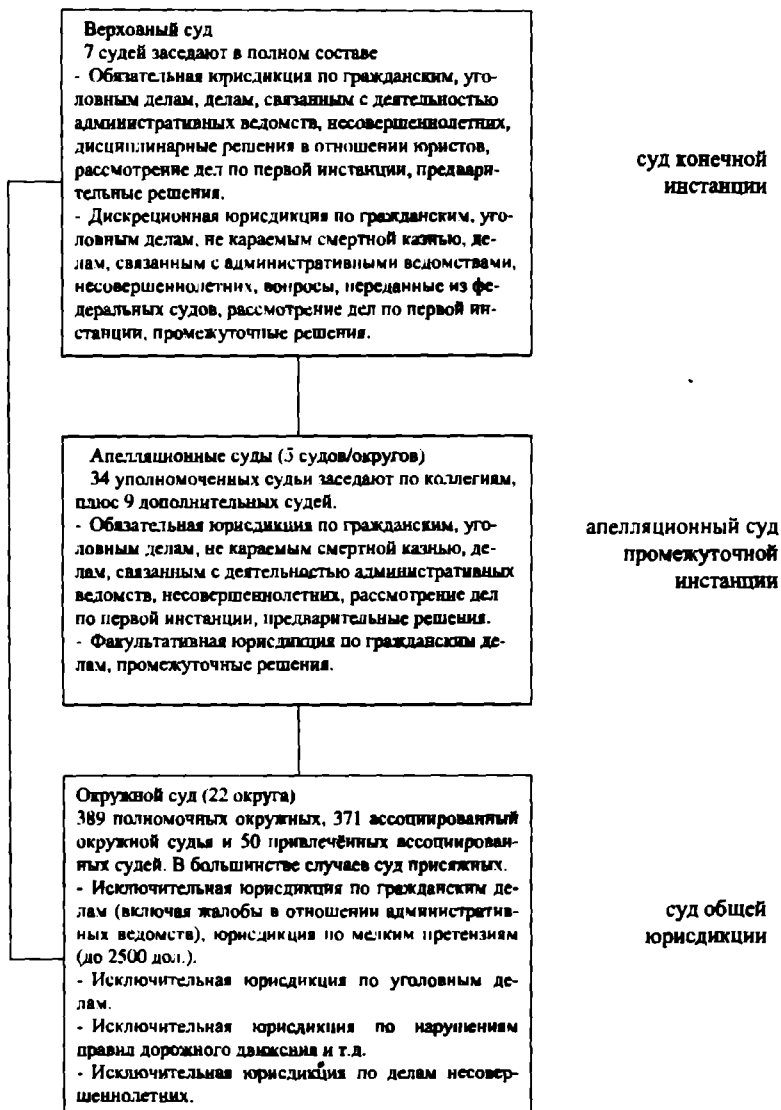 Верховный суд
7 судей заседают в полном составе
- Обязательная юрисдикция по гражданским, уго-
ловным делам, делам, связанным с деятельностью
административных ведомств, несовершеннолетних,
дисциплинарные решения в отношении юристов,
рассмотрение дел по первой инстанции, предвари-
тельные решения.
- Дискреционная юрисдикция по гражданским, уго-
ловным делам, не караемым смертной казнью, де-
лам, связанным с административными ведомствами,
несовершеннолетних, вопросы, переданные из фе-
деральных судов, рассмотрение дел по первой ин-
станции, промежуточные решения.
суд конечной
инстанции
Апелляционные суды (5 судов/округов)
34 уполномоченных судьи заседают по коллегиям,
плюс 9 дополнительных судей.
- Обязательная юрисдикция по гражданским, уго-
ловным делам, не караемым смертной казнью, де-
лам, связанным с деятельностью административных
ведомств, несовершеннолетних, рассмотрение дел
по первой инстанции, предварительные решения.
- Факультативная юрисдикция по гражданским де-
лам, промежуточные решения.
апелляционный суд
промежуточной
инстанции
Окружной суд (22 округа)
389 полномочных окружных, 371 ассоциированный
окружной судья и 50 привлечённых ассоциирован-
ных судей. В большинстве случаев суд присяжных.
- Исключительная юрисдикция по гражданским де-
лам (включая жалобы в отношении административ-
ных ведомств), юрисдикция по мелким претензиям
(до 2500 дол.).
- Исключительная юрисдикция по уголовным де-
лам.
- Исключительная юрисдикция по нарушениям
правил дорожного движения и т.д.
- Исключительная юрисдикция по делам несовер-
шеннолетних.
суд общей
юрисдикции